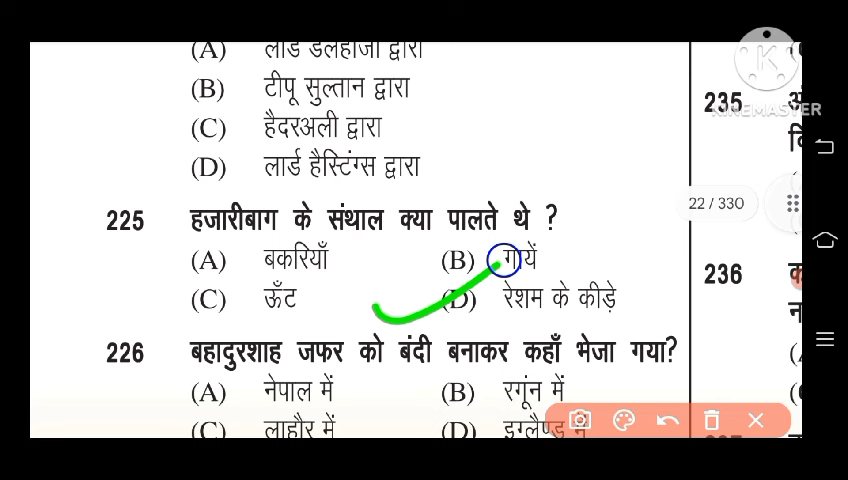 (A) लार्ड डलहौजी द्वारा
(B) टीपू सुल्तान द्वारा
(C) हैदरअली द्वारा
(D) लार्ड हैस्टिंग्स द्वारा
225 हजारीबाग के संथाल क्या पालते थे ?
(A) बकरियाँ (B) गायें
(C) ऊँट (D) रेशम के कीड़े
226 बहादुरशाह जफर को बंदी बनाकर कहाँ भेजा गया?
(A) नेपाल में (B) रगूंन में
(C) लाहौर में (D) इग्लैण्ड में
235
KINEMASTER
22 / 330
236